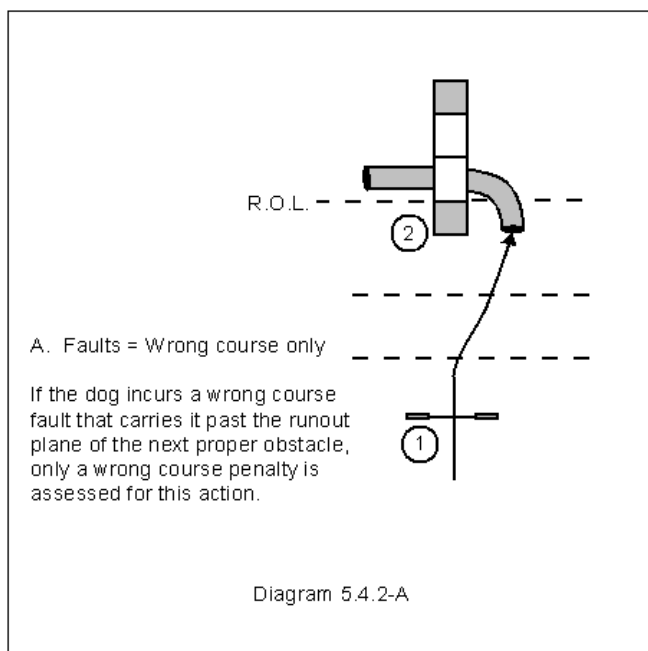 R.O.L.
2
A. Faults = Wrong course only
If the dog incurs a wrong course
fault that carries it past the runout
plane of the next proper obstacle,
only a wrong course penalty is
assessed for this action.
1
Diagram 5.4.2-A